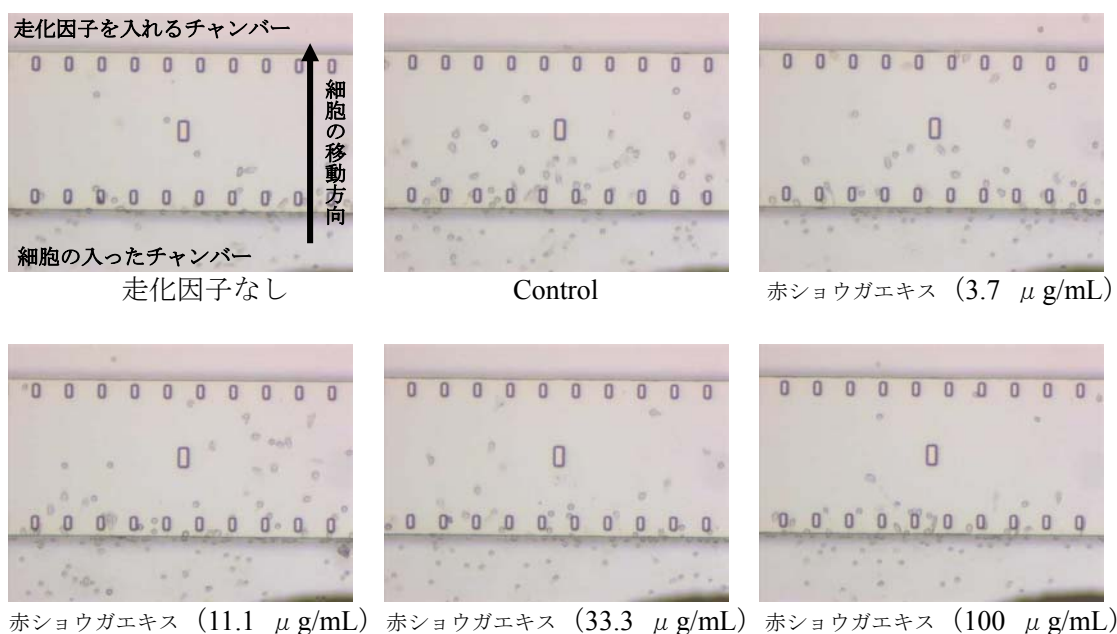 走化因子を入れるチャンバー
細胞の移動方向
細胞の入ったチャンバー
走化因子なし
Control
赤ショウガエキス (3.7 μg/mL)
赤ショウガエキス (11.1 μg/mL)
赤ショウガエキス (33.3 μg/mL)
赤ショウガエキス (100 μg/mL)